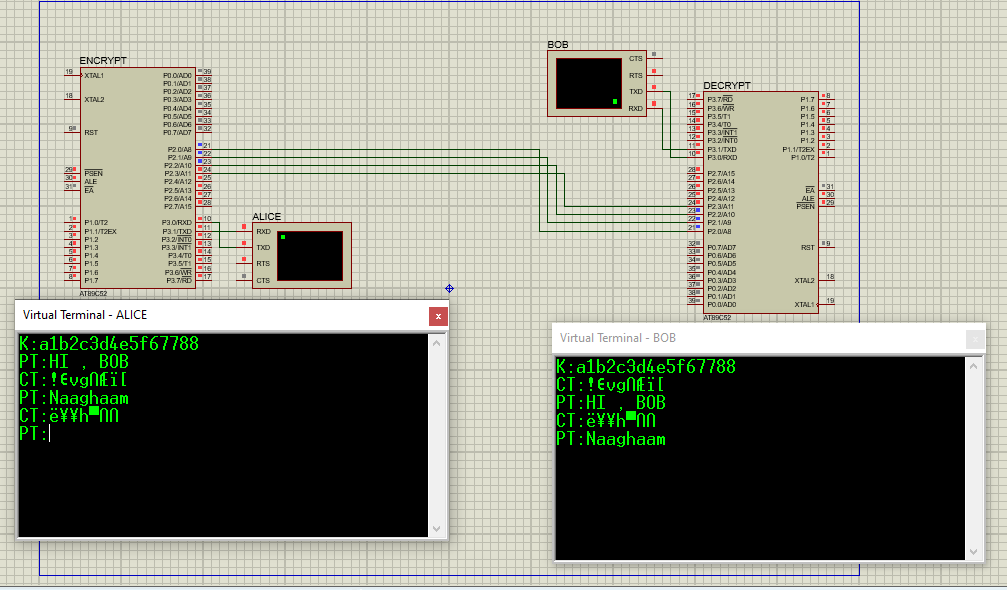 ENCRYPT
19
XTAL1
18
XTAL2
9
RST
29
PSEN
30
ALE
31
EA
1
P1.0/T2
2
P1.1/T2EX
3
P1.2
4
P1.3
5
P1.4
6
P1.5
7
P1.6
8
P1.7
P0.0/AD0
39
P0.1/AD1
38
P0.2/AD2
37
P0.3/AD3
36
P0.4/AD4
35
P0.5/AD5
34
P0.6/AD6
33
P0.7/AD7
32
P2.0/A8
21
P2.1/A9
22
P2.2/A10
23
P2.3/A11
24
P2.4/A12
25
P2.5/A13
26
P2.6/A14
27
P2.7/A15
28
P3.0/RXD
10
P3.1/TXD
11
P3.2/INT0
12
P3.3/INT1
13
P3.4/T0
14
P3.5/T1
15
P3.6/WR
16
P3.7/RD
17
AT89C52
ALICE
RXD
TXD
RTS
CTS
BOB
CTS
RTS
TXD
RXD
DECRYPT
17
P3.7/RD
16
P3.6/WR
15
P3.5/T1
14
P3.4/T0
13
P3.3/INT1
12
P3.2/INT0
11
P3.1/TXD
10
P3.0/RXD
28
P2.7/A15
27
P2.6/A14
26
P2.5/A13
25
P2.4/A12
24
P2.3/A11
23
P2.2/A10
22
P2.1/A9
21
P2.0/A8
32
P0.7/AD7
33
P0.6/AD6
34
P0.5/AD5
35
P0.4/AD4
36
P0.3/AD3
37
P0.2/AD2
38
P0.1/AD1
39
P0.0/AD0
P1.7
8
P1.6
7
P1.5
6
P1.4
5
P1.3
4
P1.2
3
P1.1/T2EX
2
P1.0/T2
1
EA
31
ALE
30
PSEN
29
RST
9
XTAL2
18
XTAL1
19
AT89C52
Virtual Terminal - ALICE
x
K:a1b2c3d4e5f67788
PT:HI , BOB
CT:
PT:Naaghaam
CT:ë¥¥h▀ΠΠ
PT:
Virtual Terminal - BOB
x
K:a1b2c3d4e5f67788
CT:
PT:HI , BOB
CT:ë¥¥h▀ΠΠ
PT:Naaghaam